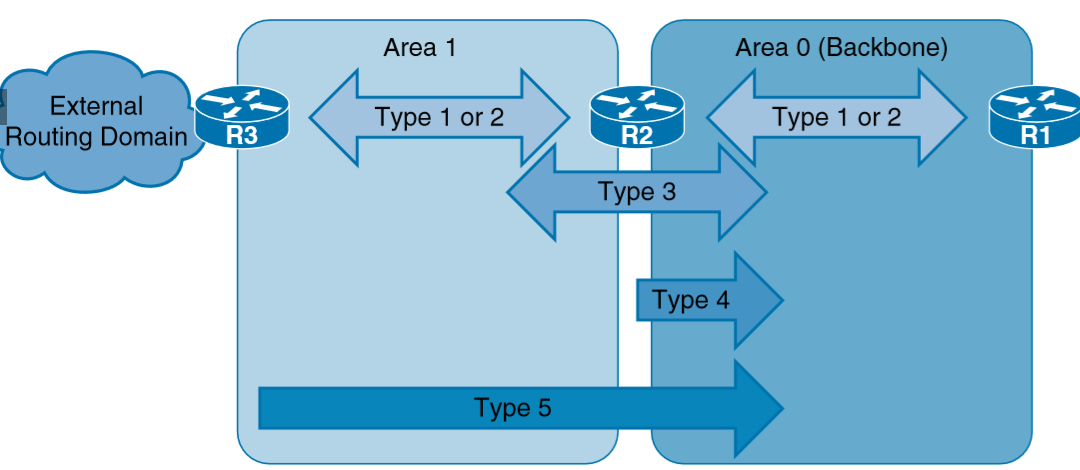 Area 1
Area 0 (Backbone)
External
Routing Domain
R3
Type 1 or 2
R2
Type 1 or 2
R1
Type 3
Type 4
Type 5